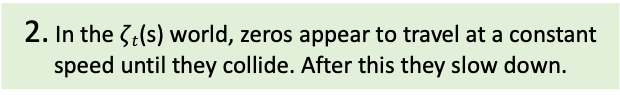 2. In the ζₜ(s) world, zeros appear to travel at a constant
speed until they collide. After this they slow down.